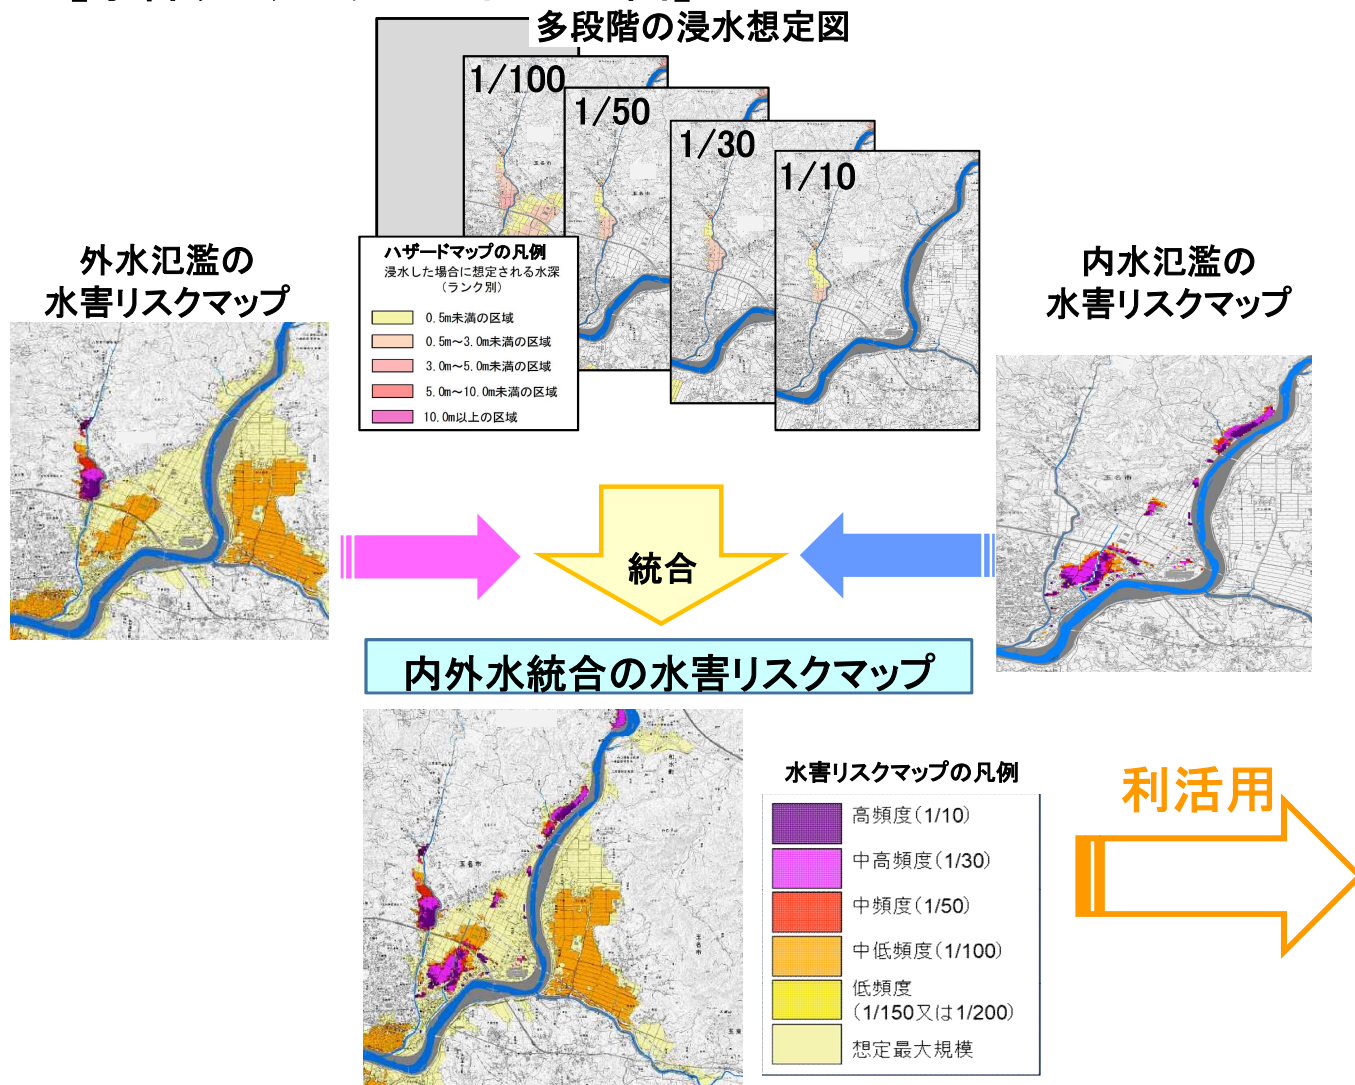 多段階の浸水想定図
1/100
1/50
1/30
1/10
外水氾濫の
水害リスクマップ
ハザードマップの凡例
浸水した場合に想定される水深
(ランク別)
0.5m未満の区域
0.5m～3.0m未満の区域
3.0m～5.0m未満の区域
5.0m～10.0m未満の区域
10.0m以上の区域
内水氾濫の
水害リスクマップ
統合
内外水統合の水害リスクマップ
水害リスクマップの凡例
高頻度(1/10)
中高頻度(1/30)
中頻度(1/50)
中低頻度(1/100)
低頻度
(1/150又は1/200)
想定最大規模
利活用